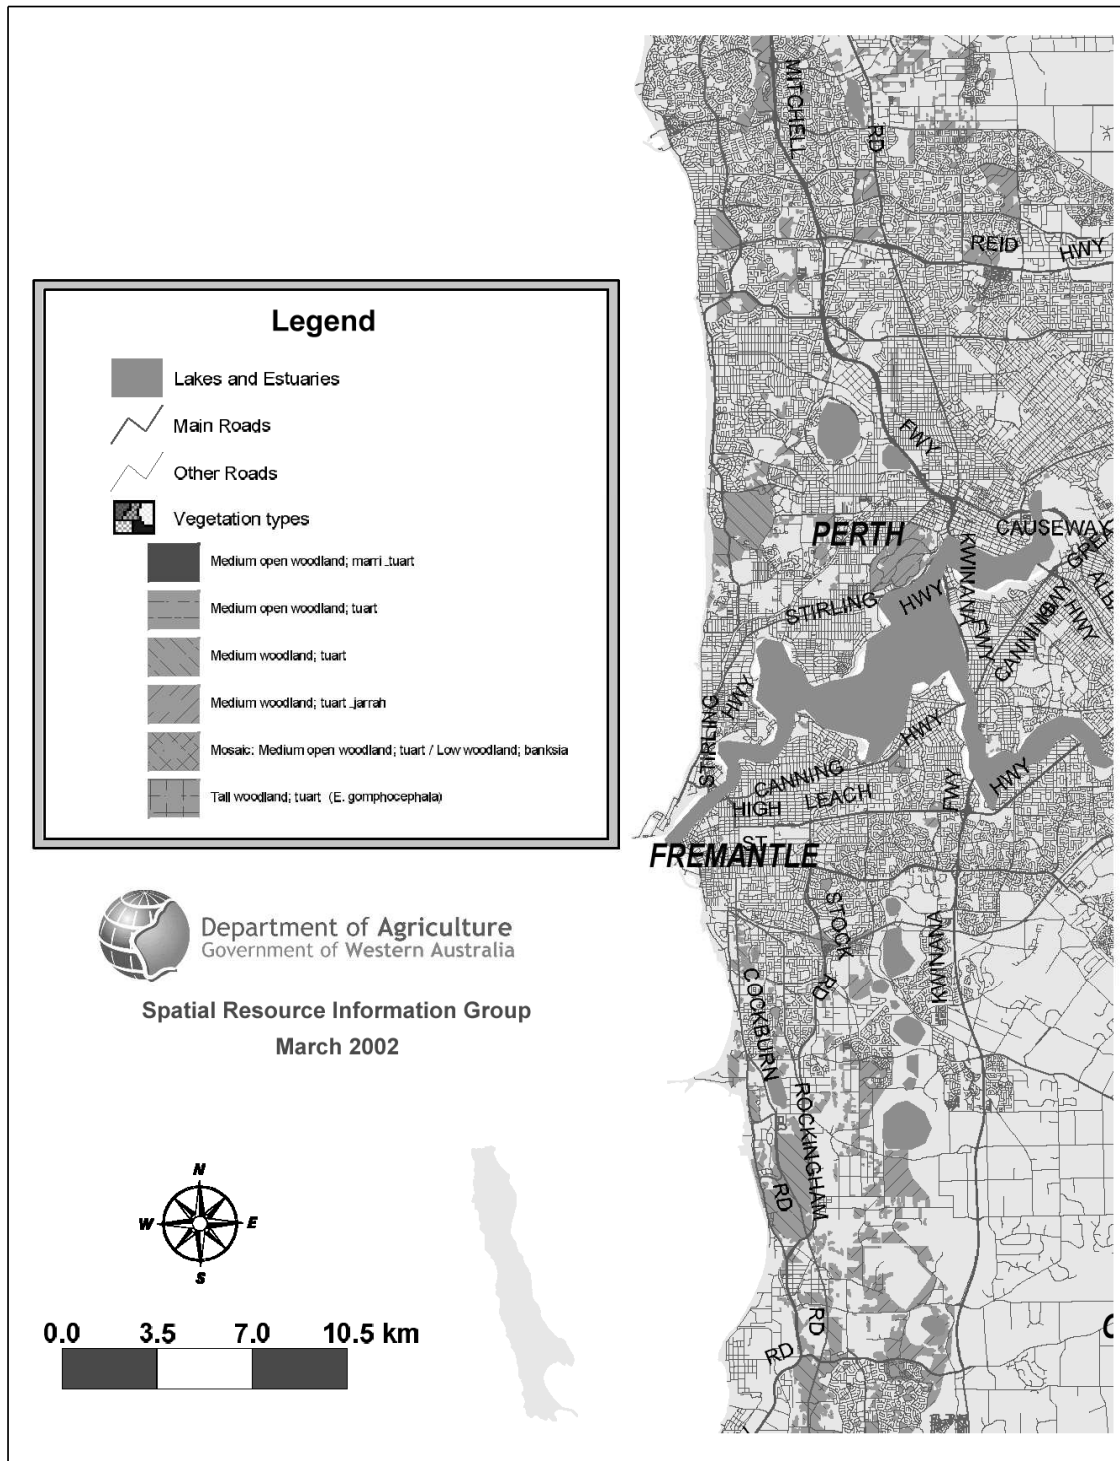 MITCHELL
RD
REID
HWY
Legend
Lakes and Estuaries
Main Roads
Other Roads
Vegetation types
Medium open woodland; marri_tuart
Medium open woodland; tuart
Medium woodland; tuart
Medium woodland; tuart_jarrah
Mosaic: Medium open woodland; tuart / Low woodland; banksia
Tall woodland; tuart (E. gomphocephala)
FWY
PERTH
CAUSEWAY
KWINANA
FWY
CANNING
HWY
HWY
STIRLING
HWY
STIRLING
HWY
HWY
CANNING
HIGH
ST
LEACH
FWY
HWY
FREMANTLE
STOCK
RD
KWINANA
COCKBURN
ROCKINGHAM
RD
RD
RD
Department of Agriculture
Government of Western Australia
Spatial Resource Information Group
March 2002
N
W
E
S
0.0 3.5 7.0 10.5 km